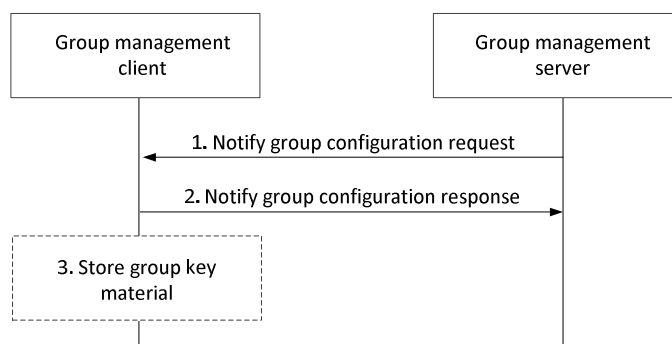 Group management
client
Group management
server
1. Notify group configuration request
2. Notify group configuration response
3. Store group key
material